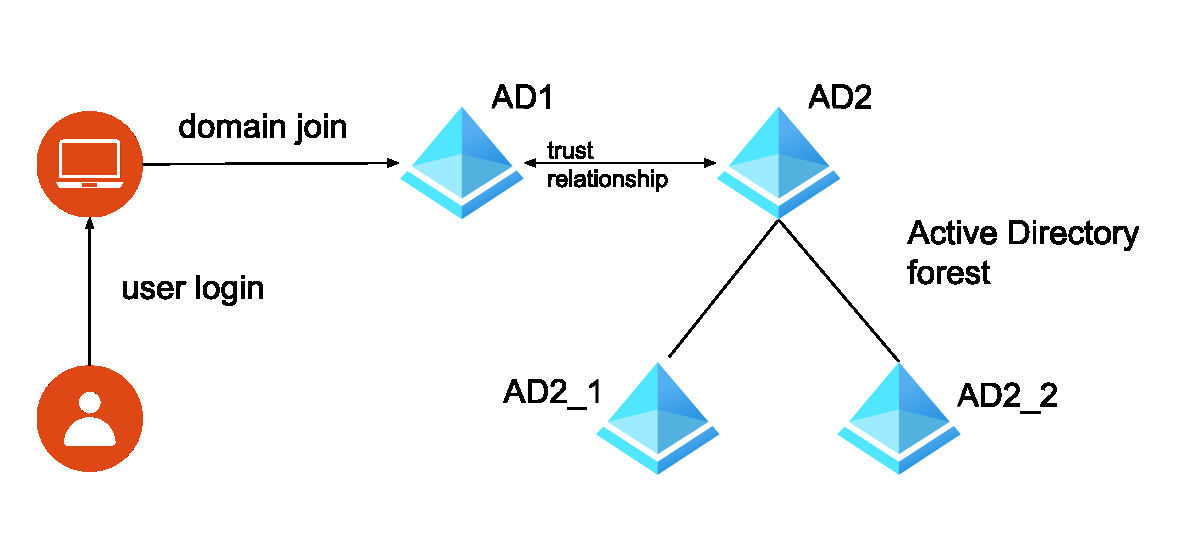 AD1
AD2
domain join
trust
relationship
Active Directory
forest
user login
AD2_1
AD2_2